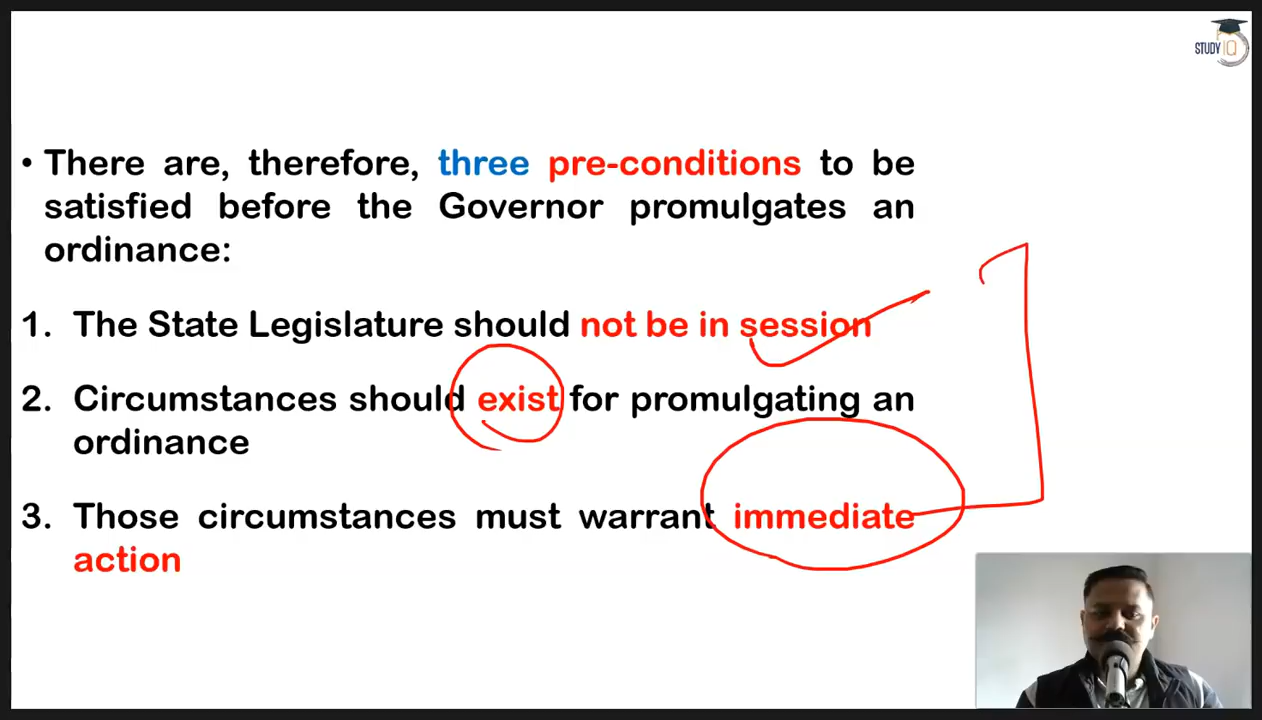 STUDY IQ
• There are, therefore, three pre-conditions to be
satisfied before the Governor promulgates an
ordinance:
1. The State Legislature should not be in session
2. Circumstances should exist for promulgating an
ordinance
3. Those circumstances must warrant immediate
action